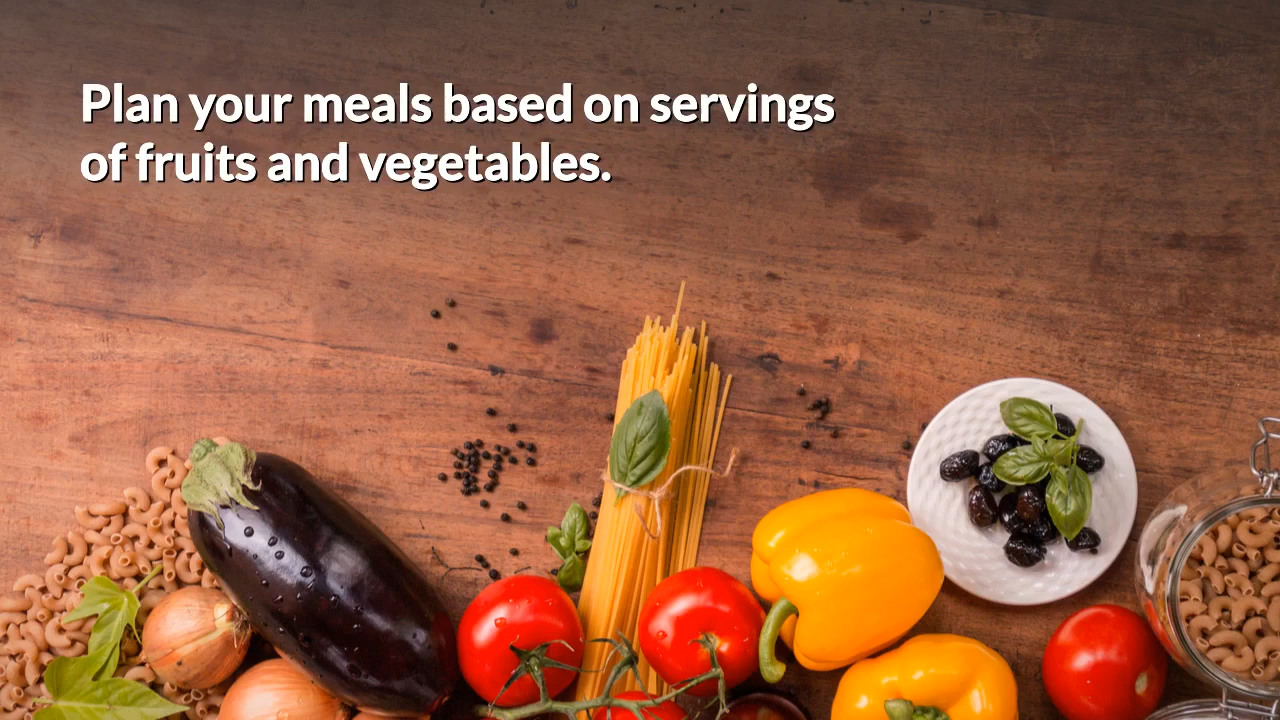 Plan your meals based on servings
of fruits and vegetables.